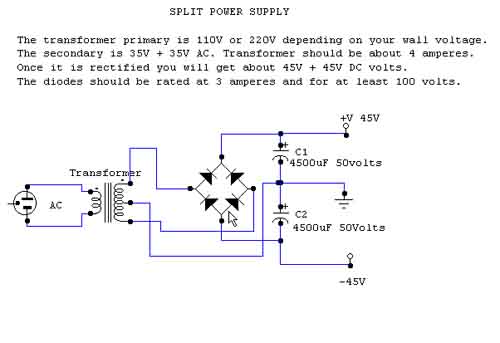 SPLIT POWER SUPPLY
The transformer primary is 110V or 220V depending on your wall voltage.
The secondary is 35V + 35V AC. Transformer should be about 4 amperes.
Once it is rectified you will get about 45V + 45V DC volts.
The diodes should be rated at 3 amperes and for at least 100 volts.
+V 45V
+
C1
4500uF 50volts
Transformer
AC
+
C2
4500uF 50Volts
-45V